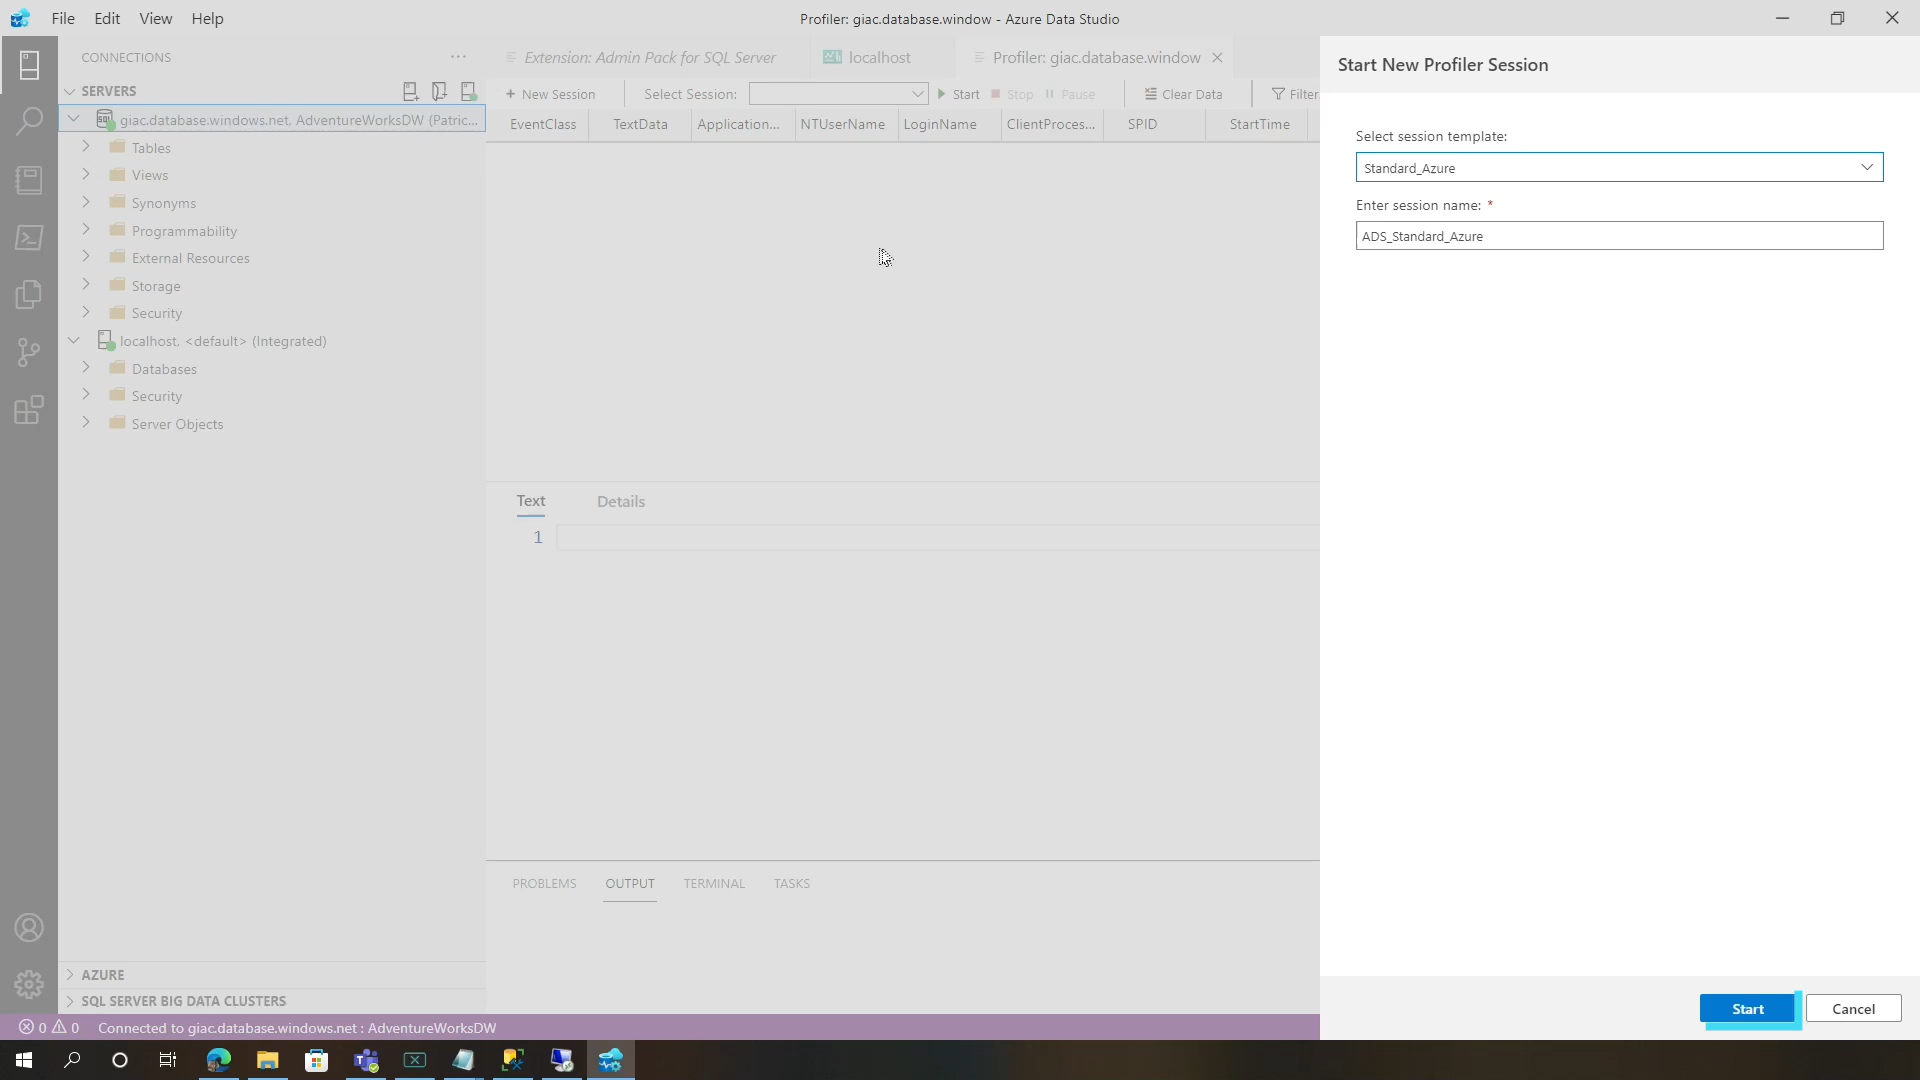 File Edit View Help
Profiler: giac.database.window - Azure Data Studio
CONNECTIONS
SERVERS
giac.database.windows.net, AdventureWorksDW (Patric...
Tables
Views
Synonyms
Programmability
External Resources
Storage
Security
localhost, <default> (Integrated)
Databases
Security
Server Objects
AZURE
SQL SERVER BIG DATA CLUSTERS
Extension: Admin Pack for SQL Server
localhost
Profiler: giac.database.window
New Session
Select Session:
Start
Stop
Pause
Clear Data
Filter
EventClass TextData Application... NTUserName LoginName ClientProces... SPID StartTime
Text Details
1
PROBLEMS OUTPUT TERMINAL TASKS
Start New Profiler Session
Select session template:
Standard_Azure
Enter session name: *
ADS_Standard_Azure
Start
Cancel
0 0 Connected to giac.database.windows.net : AdventureWorksDW